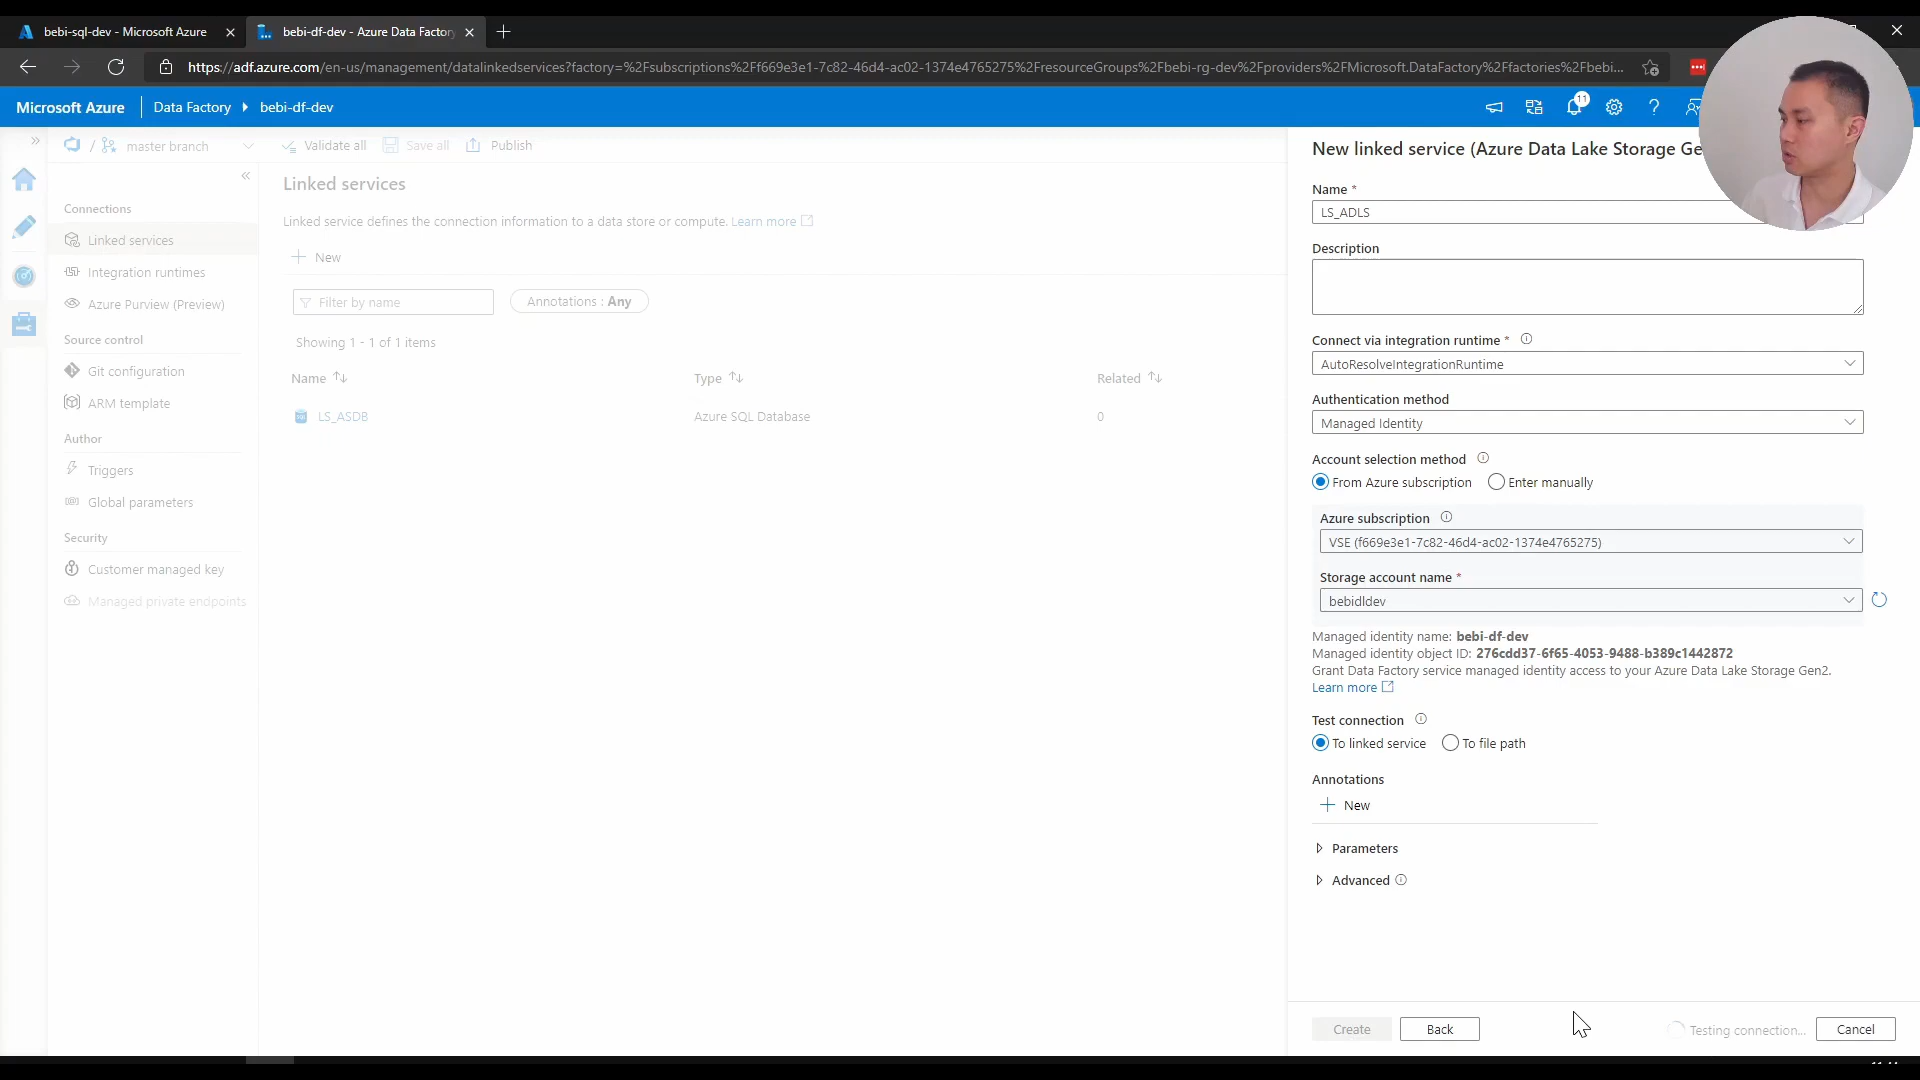 bebi-sql-dev - Microsoft Azure
bebi-df-dev - Azure Data Factory
https://adf.azure.com/en-us/management/datalinkedservices?factory=%2Fsubscriptions%2Ff669e3e1-7c82-46d4-ac02-1374e4765275%2FresourceGroups%2Fbebi-rg-dev%2Fproviders%2FMicrosoft.DataFactory%2Ffactories%2Fbebi...
Microsoft Azure
Data Factory
bebi-df-dev
11
/
master branch
Validate all
Save all
Publish
Connections
Linked services
Integration runtimes
Azure Purview (Preview)
Source control
Git configuration
ARM template
Author
Triggers
Global parameters
Security
Customer managed key
Managed private endpoints
Linked services
Linked service defines the connection information to a data store or compute. Learn more
New
Filter by name
Annotations : Any
Showing 1 - 1 of 1 items
Name
Type
Related
LS_ASDB
Azure SQL Database
0
New linked service (Azure Data Lake Storage Ge
Name *
LS_ADLS
Description
Connect via integration runtime *
AutoResolveIntegrationRuntime
Authentication method
Managed Identity
Account selection method
From Azure subscription
Enter manually
Azure subscription
VSE (f669e3e1-7c82-46d4-ac02-1374e4765275)
Storage account name *
bebidldev
Managed identity name: bebi-df-dev
Managed identity object ID: 276cdd37-6f65-4053-9488-b389c1442872
Grant Data Factory service managed identity access to your Azure Data Lake Storage Gen2.
Learn more
Test connection
To linked service
To file path
Annotations
New
Parameters
Advanced
Create
Back
Testing connection...
Cancel